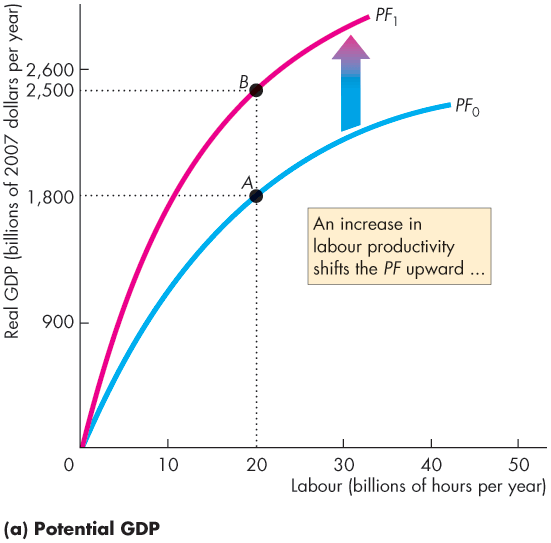 Real GDP (billions of 2007 dollars per year)
PF1
2,600
2,500
B
PF0
A
1,800
An increase in
labour productivity
shifts the PF upward ...
900
0
10
20
30
40
50
Labour (billions of hours per year)
(a) Potential GDP